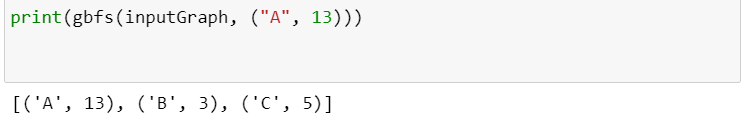 print(gbfs(inputGraph, ("A", 13)))
[('A', 13), ('B', 3), ('C', 5)]